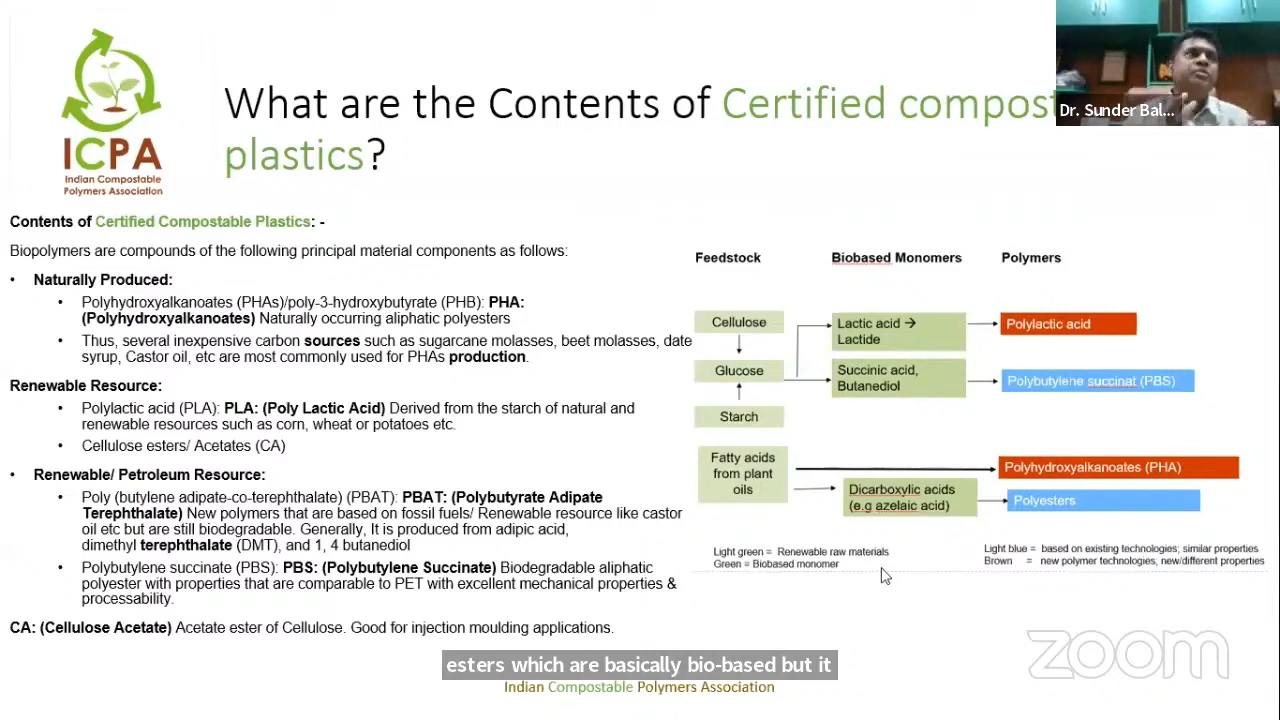 ICPA
Indian Compostable
Polymers Association
What are the Contents of Certified compost
plastics?
Dr. Sunder Bal...
Contents of Certified Compostable Plastics: -
Biopolymers are compounds of the following principal material components as follows:
• Naturally Produced:
• Polyhydroxyalkanoates (PHAs)/poly-3-hydroxybutyrate (PHB): PHA:
(Polyhydroxyalkanoates) Naturally occurring aliphatic polyesters
• Thus, several inexpensive carbon sources such as sugarcane molasses, beet molasses, date
syrup, Castor oil, etc are most commonly used for PHAs production.
Renewable Resource:
• Polylactic acid (PLA): PLA: (Poly Lactic Acid) Derived from the starch of natural and
renewable resources such as corn, wheat or potatoes etc.
• Cellulose esters/ Acetates (CA)
• Renewable/ Petroleum Resource:
• Poly (butylene adipate-co-terephthalate) (PBAT): PBAT: (Polybutyrate Adipate
Terephthalate) New polymers that are based on fossil fuels/ Renewable resource like castor
oil etc but are still biodegradable. Generally, It is produced from adipic acid,
dimethyl terephthalate (DMT), and 1, 4 butanediol
• Polybutylene succinate (PBS): PBS: (Polybutylene Succinate) Biodegradable aliphatic
polyester with properties that are comparable to PET with excellent mechanical properties &
processability.
CA: (Cellulose Acetate) Acetate ester of Cellulose. Good for injection moulding applications.
Feedstock
Biobased Monomers
Polymers
Cellulose
Lactic acid →
Lactide
Polylactic acid
Glucose
Succinic acid,
Butanediol
Polybutylene succinat (PBS)
Starch
Fatty acids
from plant
oils
Polyhydroxyalkanoates (PHA)
Dicarboxylic acids
(e.g azelaic acid)
Polyesters
Light green = Renewable raw materials
Green = Biobased monomer
Light blue = based on existing technologies; similar properties
Brown = new polymer technologies, new/different properties
zoom
esters which are basically bio-based but it
Indian Compostable Polymers Association